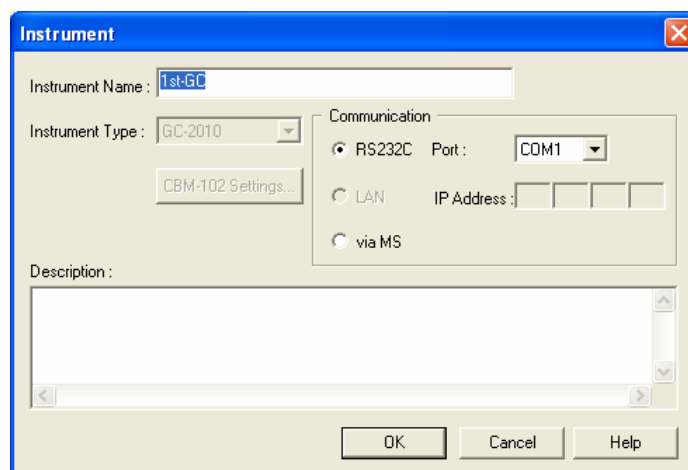 Instrument
Instrument Name : 1st-GC
Instrument Type : GC-2010
CBM-102 Settings...
Communication
RS232C Port : COM1
LAN IP Address :
via MS
Description :
OK Cancel Help